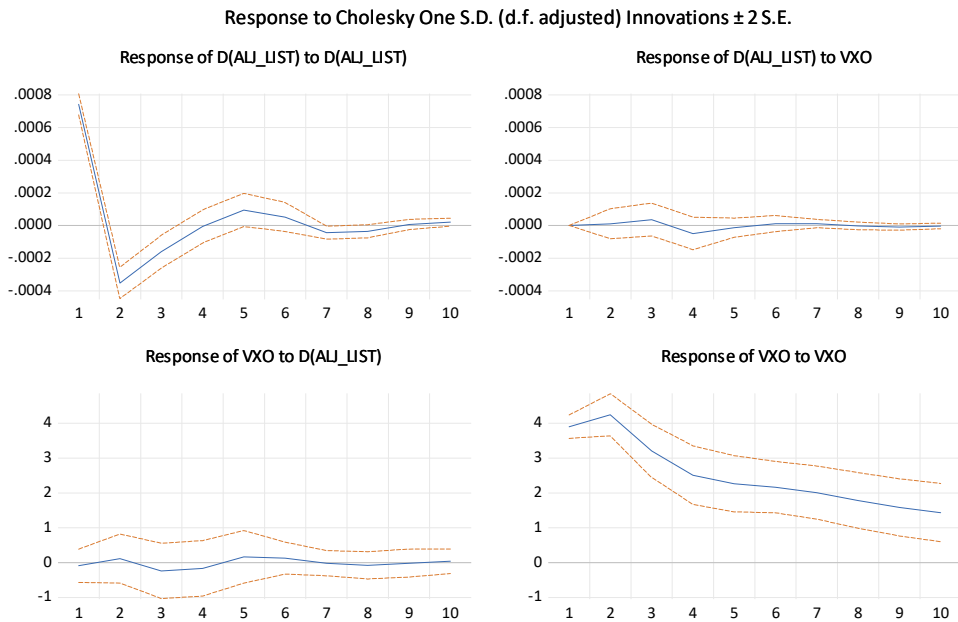 Response to Cholesky One S.D. (d.f. adjusted) Innovations ± 2 S.E.
Response of D(ALJ_LIST) to D(ALJ_LIST)
.0008
.0006
.0004
.0002
.0000
-.0002
-.0004
1 2 3 4 5 6 7 8 9 10
Response of D(ALJ_LIST) to VXO
.0008
.0006
.0004
.0002
.0000
-.0002
-.0004
1 2 3 4 5 6 7 8 9 10
Response of VXO to D(ALJ_LIST)
4
3
2
1
0
-1
1 2 3 4 5 6 7 8 9 10
Response of VXO to VXO
4
3
2
1
0
-1
1 2 3 4 5 6 7 8 9 10